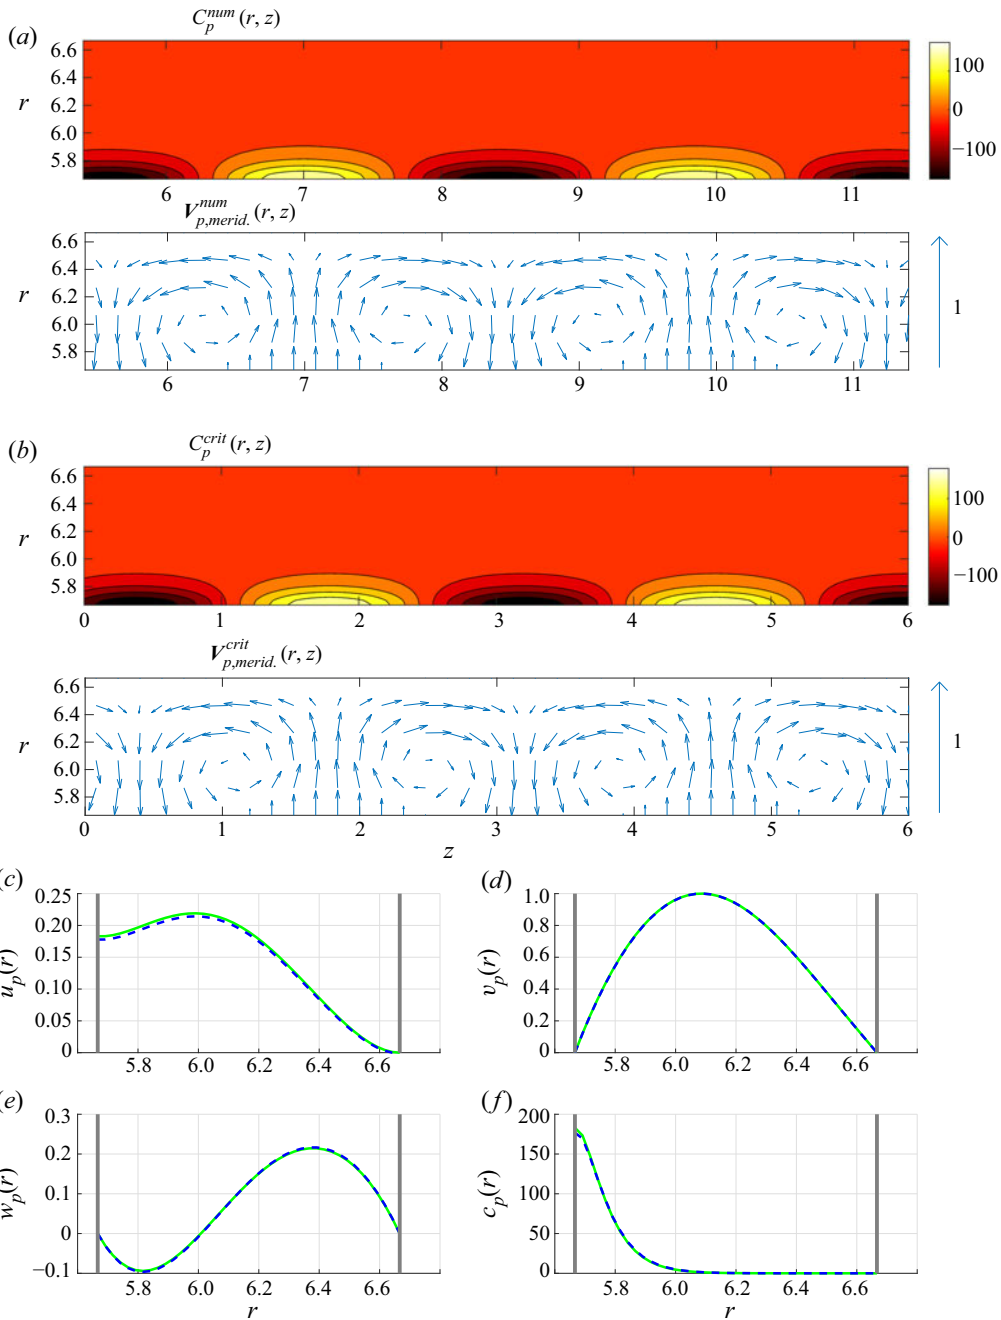 C_p^{num}(r, z)
(a)
6.6
6.4
r 6.2
6.0
5.8
6 7 8 9 10 11
100
0
−100
V_{p,merid.}^{num}(r, z)
6.6
6.4
r 6.2
6.0
5.8
6 7 8 9 10 11
1
(b) C_p^{crit}(r, z)
6.6
6.4
r 6.2
6.0
5.8
0 1 2 3 4 5 6
100
0
−100
V_{p,merid.}^{crit}(r, z)
6.6
6.4
r 6.2
6.0
5.8
0 1 2 3 4 5 6
z
1
(c)
0.25
0.20
0.15
0.10
0.05
0
u_p(r)
5.8 6.0 6.2 6.4 6.6
(d)
1.0
0.8
0.6
0.4
0.2
0
v_p(r)
5.8 6.0 6.2 6.4 6.6
(e)
0.3
0.2
0.1
0
−0.1
w_p(r)
5.8 6.0 6.2 6.4 6.6
r
(f)
200
150
100
50
0
c_p(r)
5.8 6.0 6.2 6.4 6.6
r